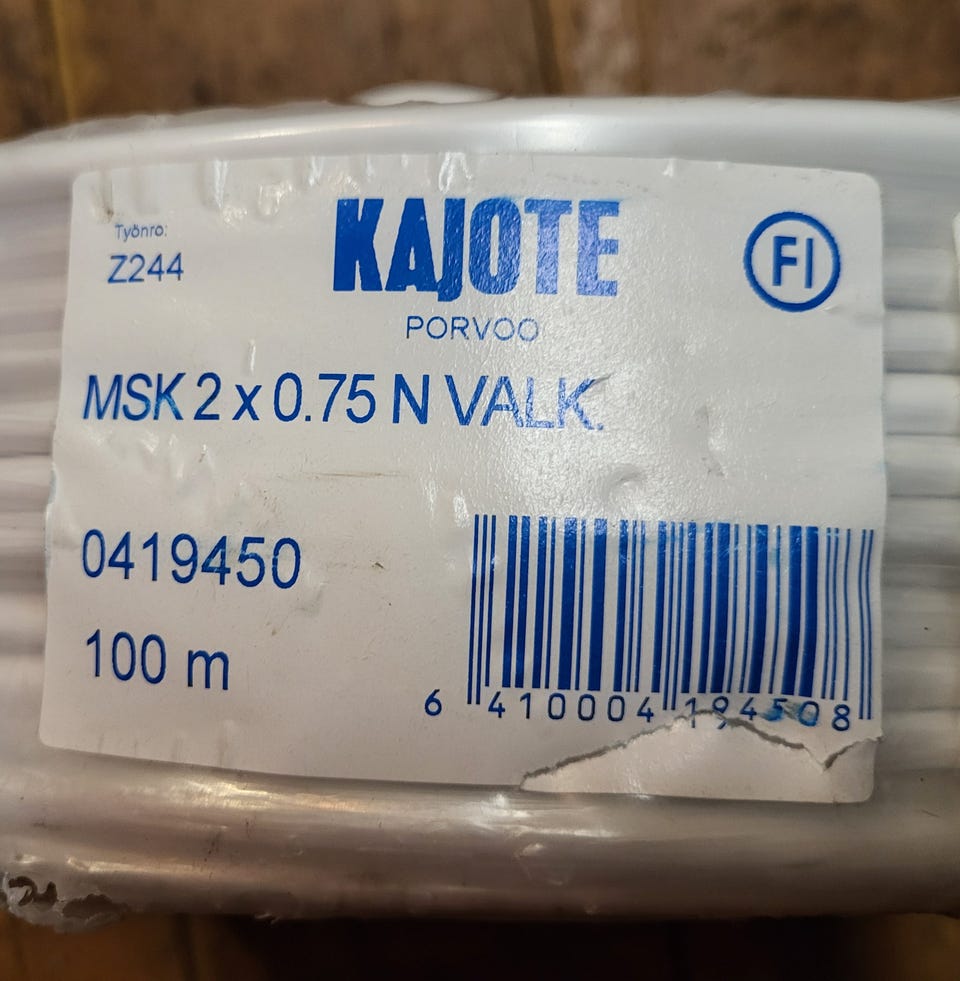 Työnro:
Z244
KAJOTE
PORVOO
FI
MSK 2 x 0.75 N VALK.
0419450
100 m
6 410004 194508